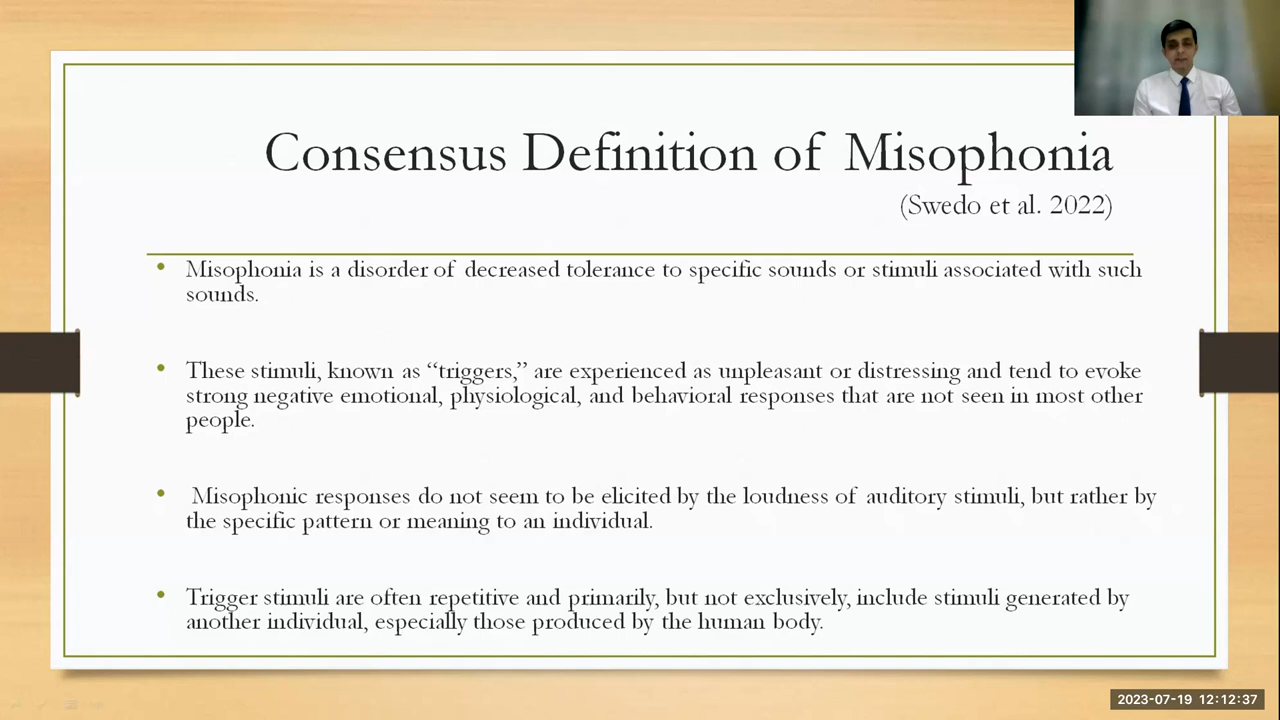 Consensus Definition of Misophonia
(Swedo et al. 2022)
• Misophonia is a disorder of decreased tolerance to specific sounds or stimuli associated with such
sounds.
• These stimuli, known as “triggers,” are experienced as unpleasant or distressing and tend to evoke
strong negative emotional, physiological, and behavioral responses that are not seen in most other
people.
• Misophonic responses do not seem to be elicited by the loudness of auditory stimuli, but rather by
the specific pattern or meaning to an individual.
• Trigger stimuli are often repetitive and primarily, but not exclusively, include stimuli generated by
another individual, especially those produced by the human body.
2023-07-19 12:12:37